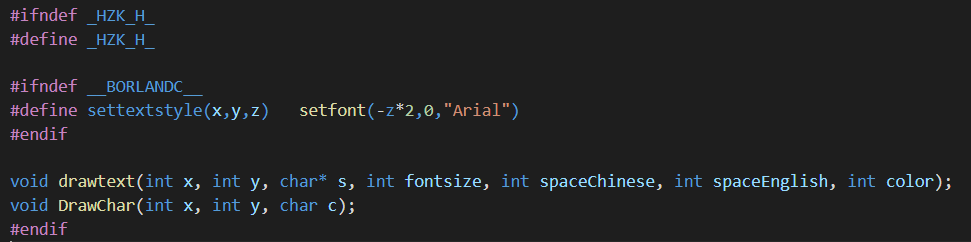 #ifndef _HZK_H_
#define _HZK_H_
#ifndef __BORLANDC__
#define settextstyle(x,y,z)   setfont(-z*2,0,"Arial")
#endif
void drawtext(int x, int y, char* s, int fontsize, int spaceChinese, int spaceEnglish, int color);
void DrawChar(int x, int y, char c);
#endif